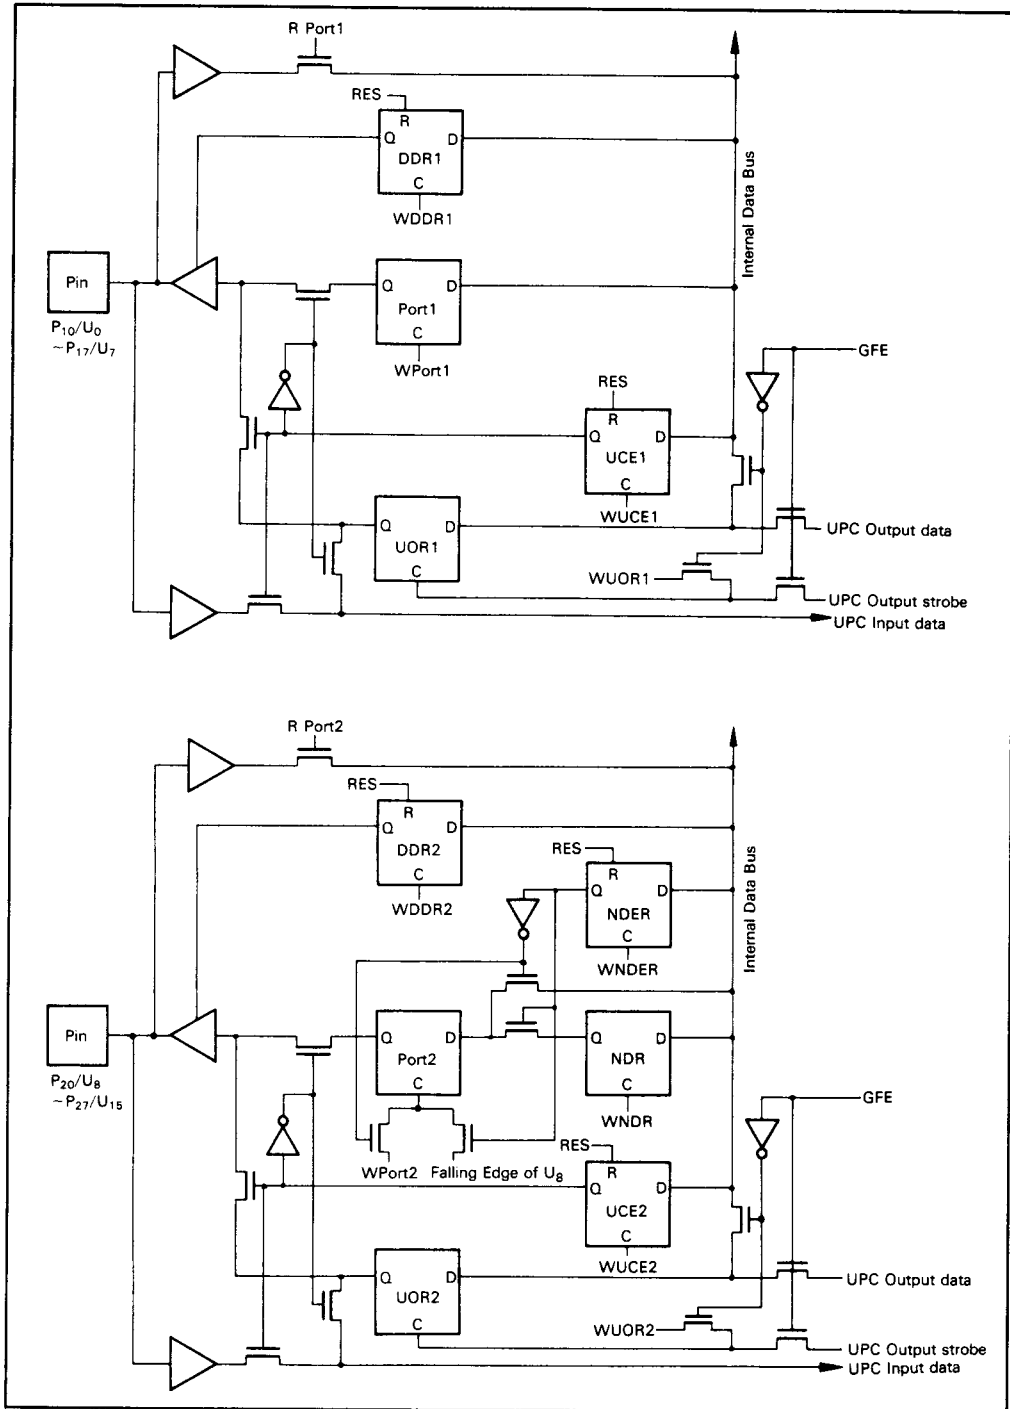 R Port1
RES
R
Q D
DDR1
C
WDDR1
Internal Data Bus
Pin
P10/U0
~P17/U7
Q D
Port1
C
WPort1
GFE
RES
R
Q D
UCE1
C
WUCE1
Q D
UOR1
C
UPC Output data
WUOR1
UPC Output strobe
UPC Input data
R Port2
RES
R
Q D
DDR2
C
WDDR2
RES
R
Q D
NDER
C
WNDER
Internal Data Bus
Pin
P20/U8
~P27/U15
Q D
Port2
C
NDR
C
WNDR
GFE
WPort2 Falling Edge of U8
RES
R
Q D
UCE2
C
WUCE2
Q D
UOR2
C
UPC Output data
WUOR2
UPC Output strobe
UPC Input data